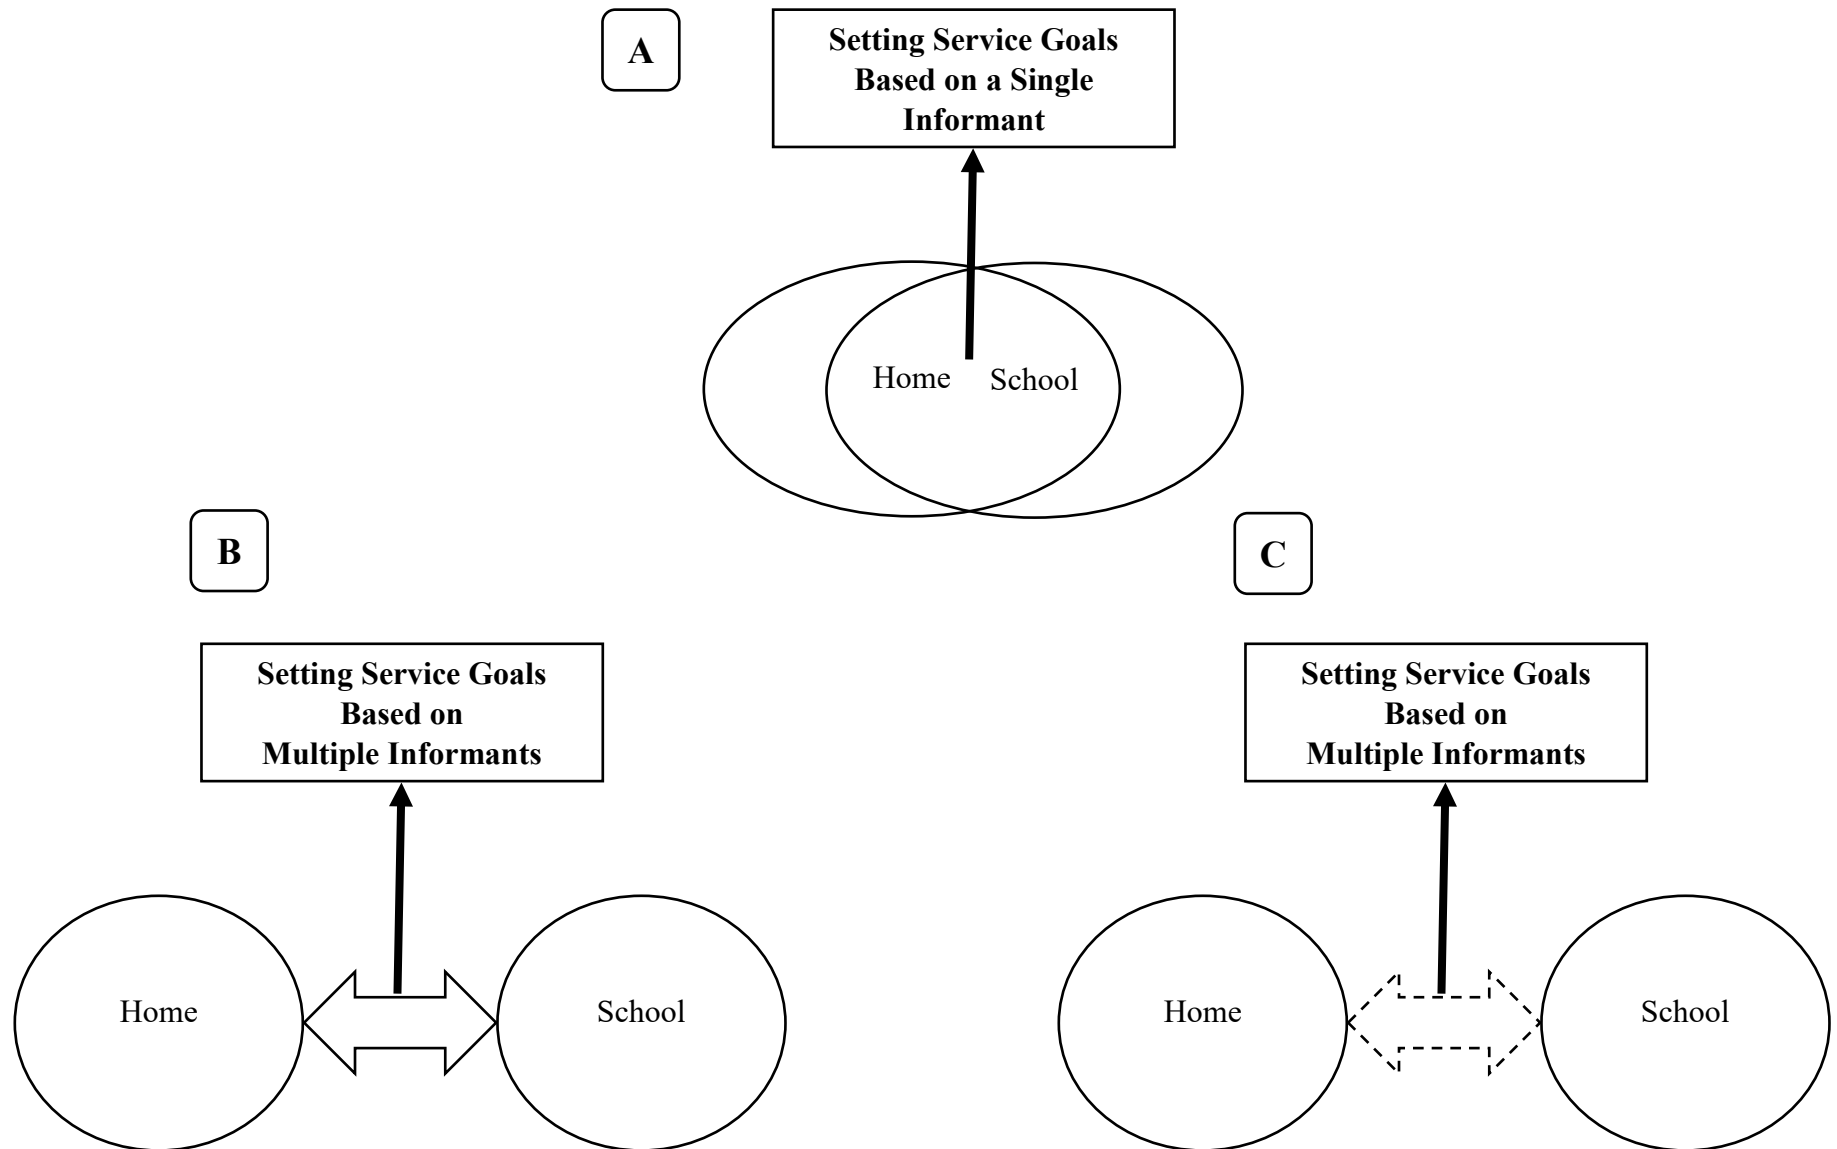 A
Setting Service Goals
Based on a Single
Informant
Home School
B
Setting Service Goals
Based on
Multiple Informants
Home
School
C
Setting Service Goals
Based on
Multiple Informants
Home
School